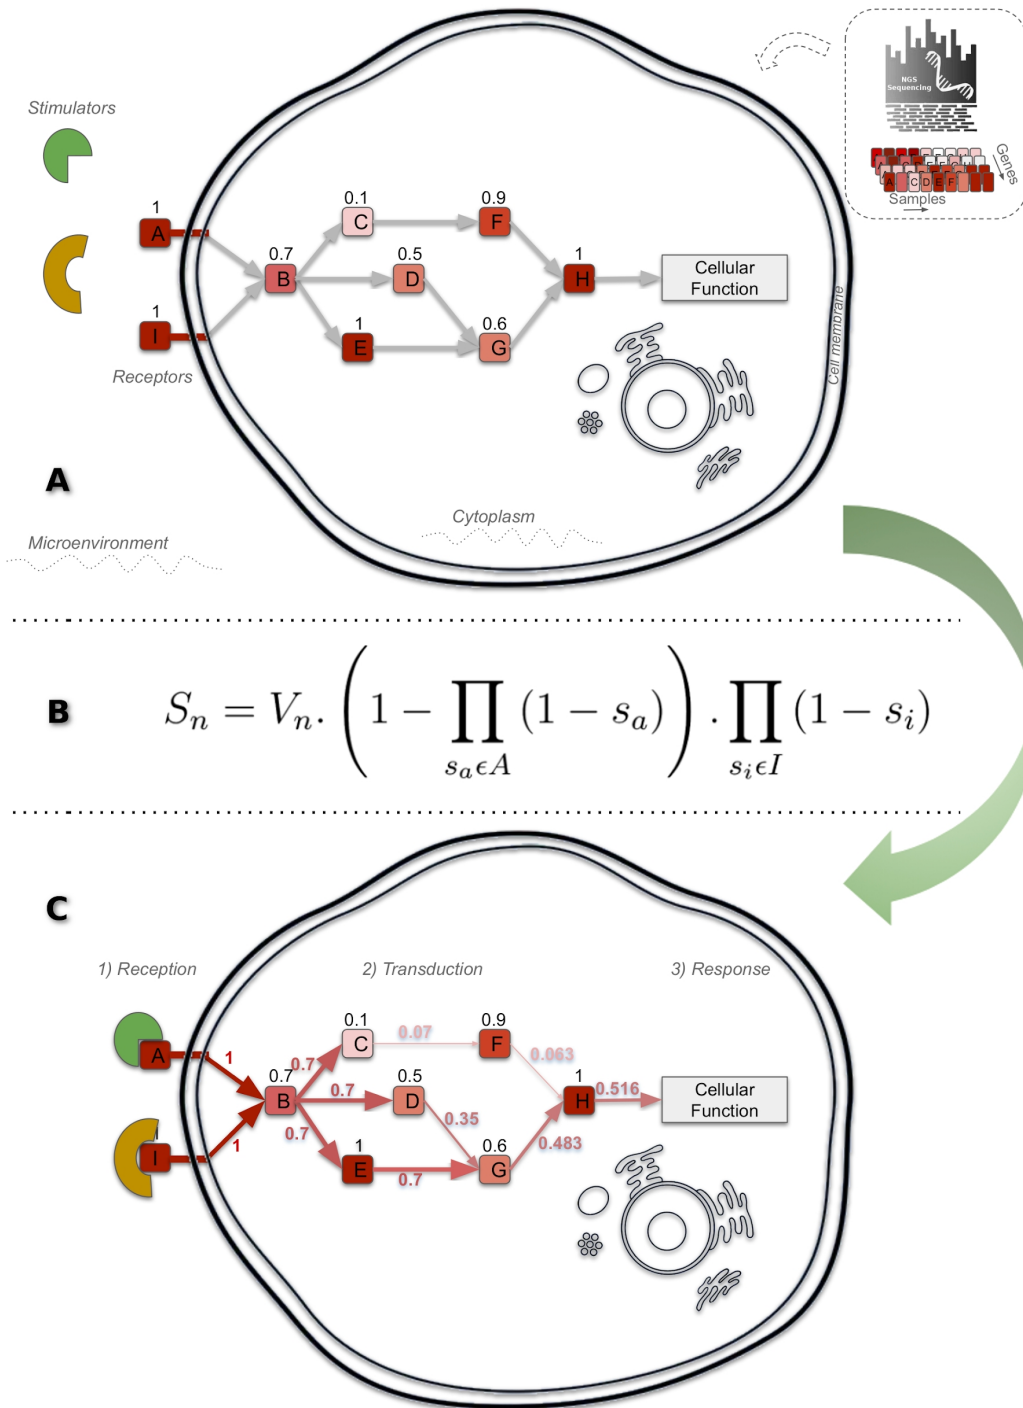 Stimulators
NGS
Sequencing
Genes
A C D E F
Samples
1
A
0.7
B
0.1
C
0.9
F
0.5
D
1
H
Cellular
Function
1
I
1
E
0.6
G
Receptors
Cell membrane
A
Cytoplasm
Microenvironment
B
S_n = V_n. (1 − ∏_{s_a ϵ A} (1 − s_a)) . ∏_{s_i ϵ I} (1 − s_i)
C
1) Reception
2) Transduction
3) Response
A
1
0.7
B
0.7
0.1
C
0.07
0.9
F
0.063
0.7
0.5
D
0.35
1
H
0.516
Cellular
Function
I
1
0.7
1
E
0.7
0.6
G
0.483